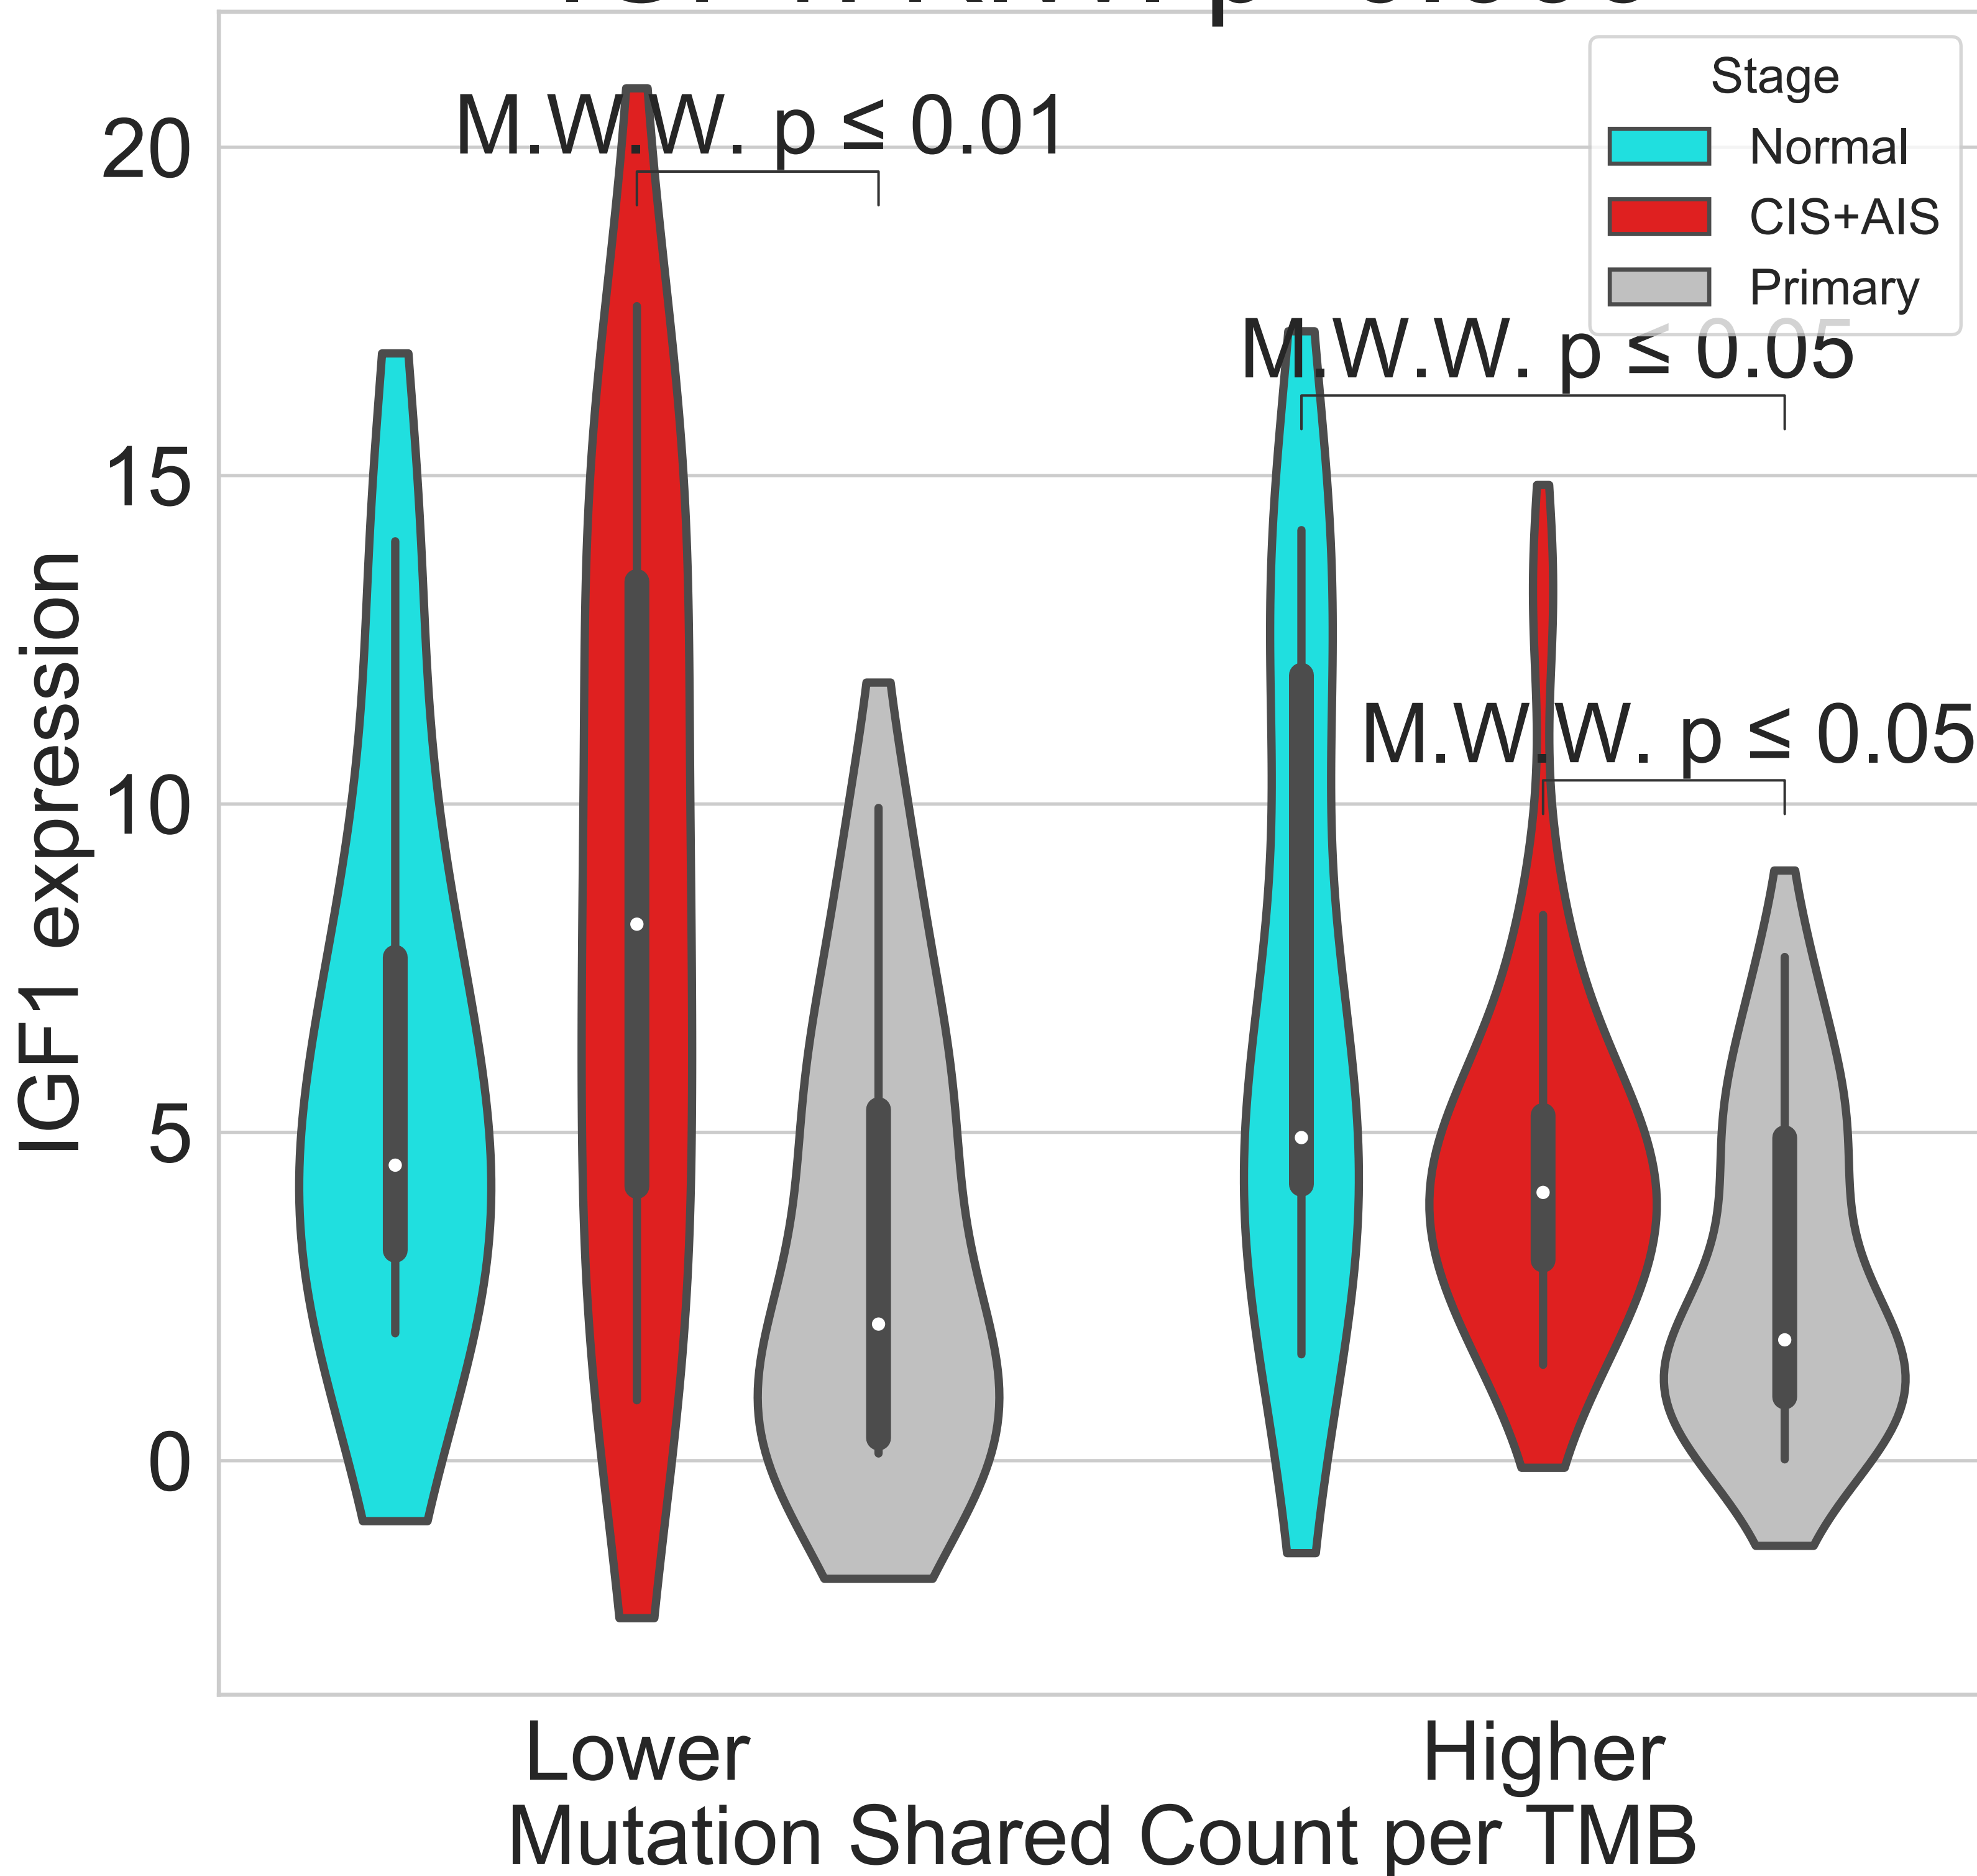 M.W.W. p ≤ 0.01
Stage
Normal
CIS+AIS
Primary
M.W.W. p ≤ 0.05
M.W.W. p ≤ 0.05
20
15
10
5
0
IGF1 expression
Lower
Higher
Mutation Shared Count per TMB